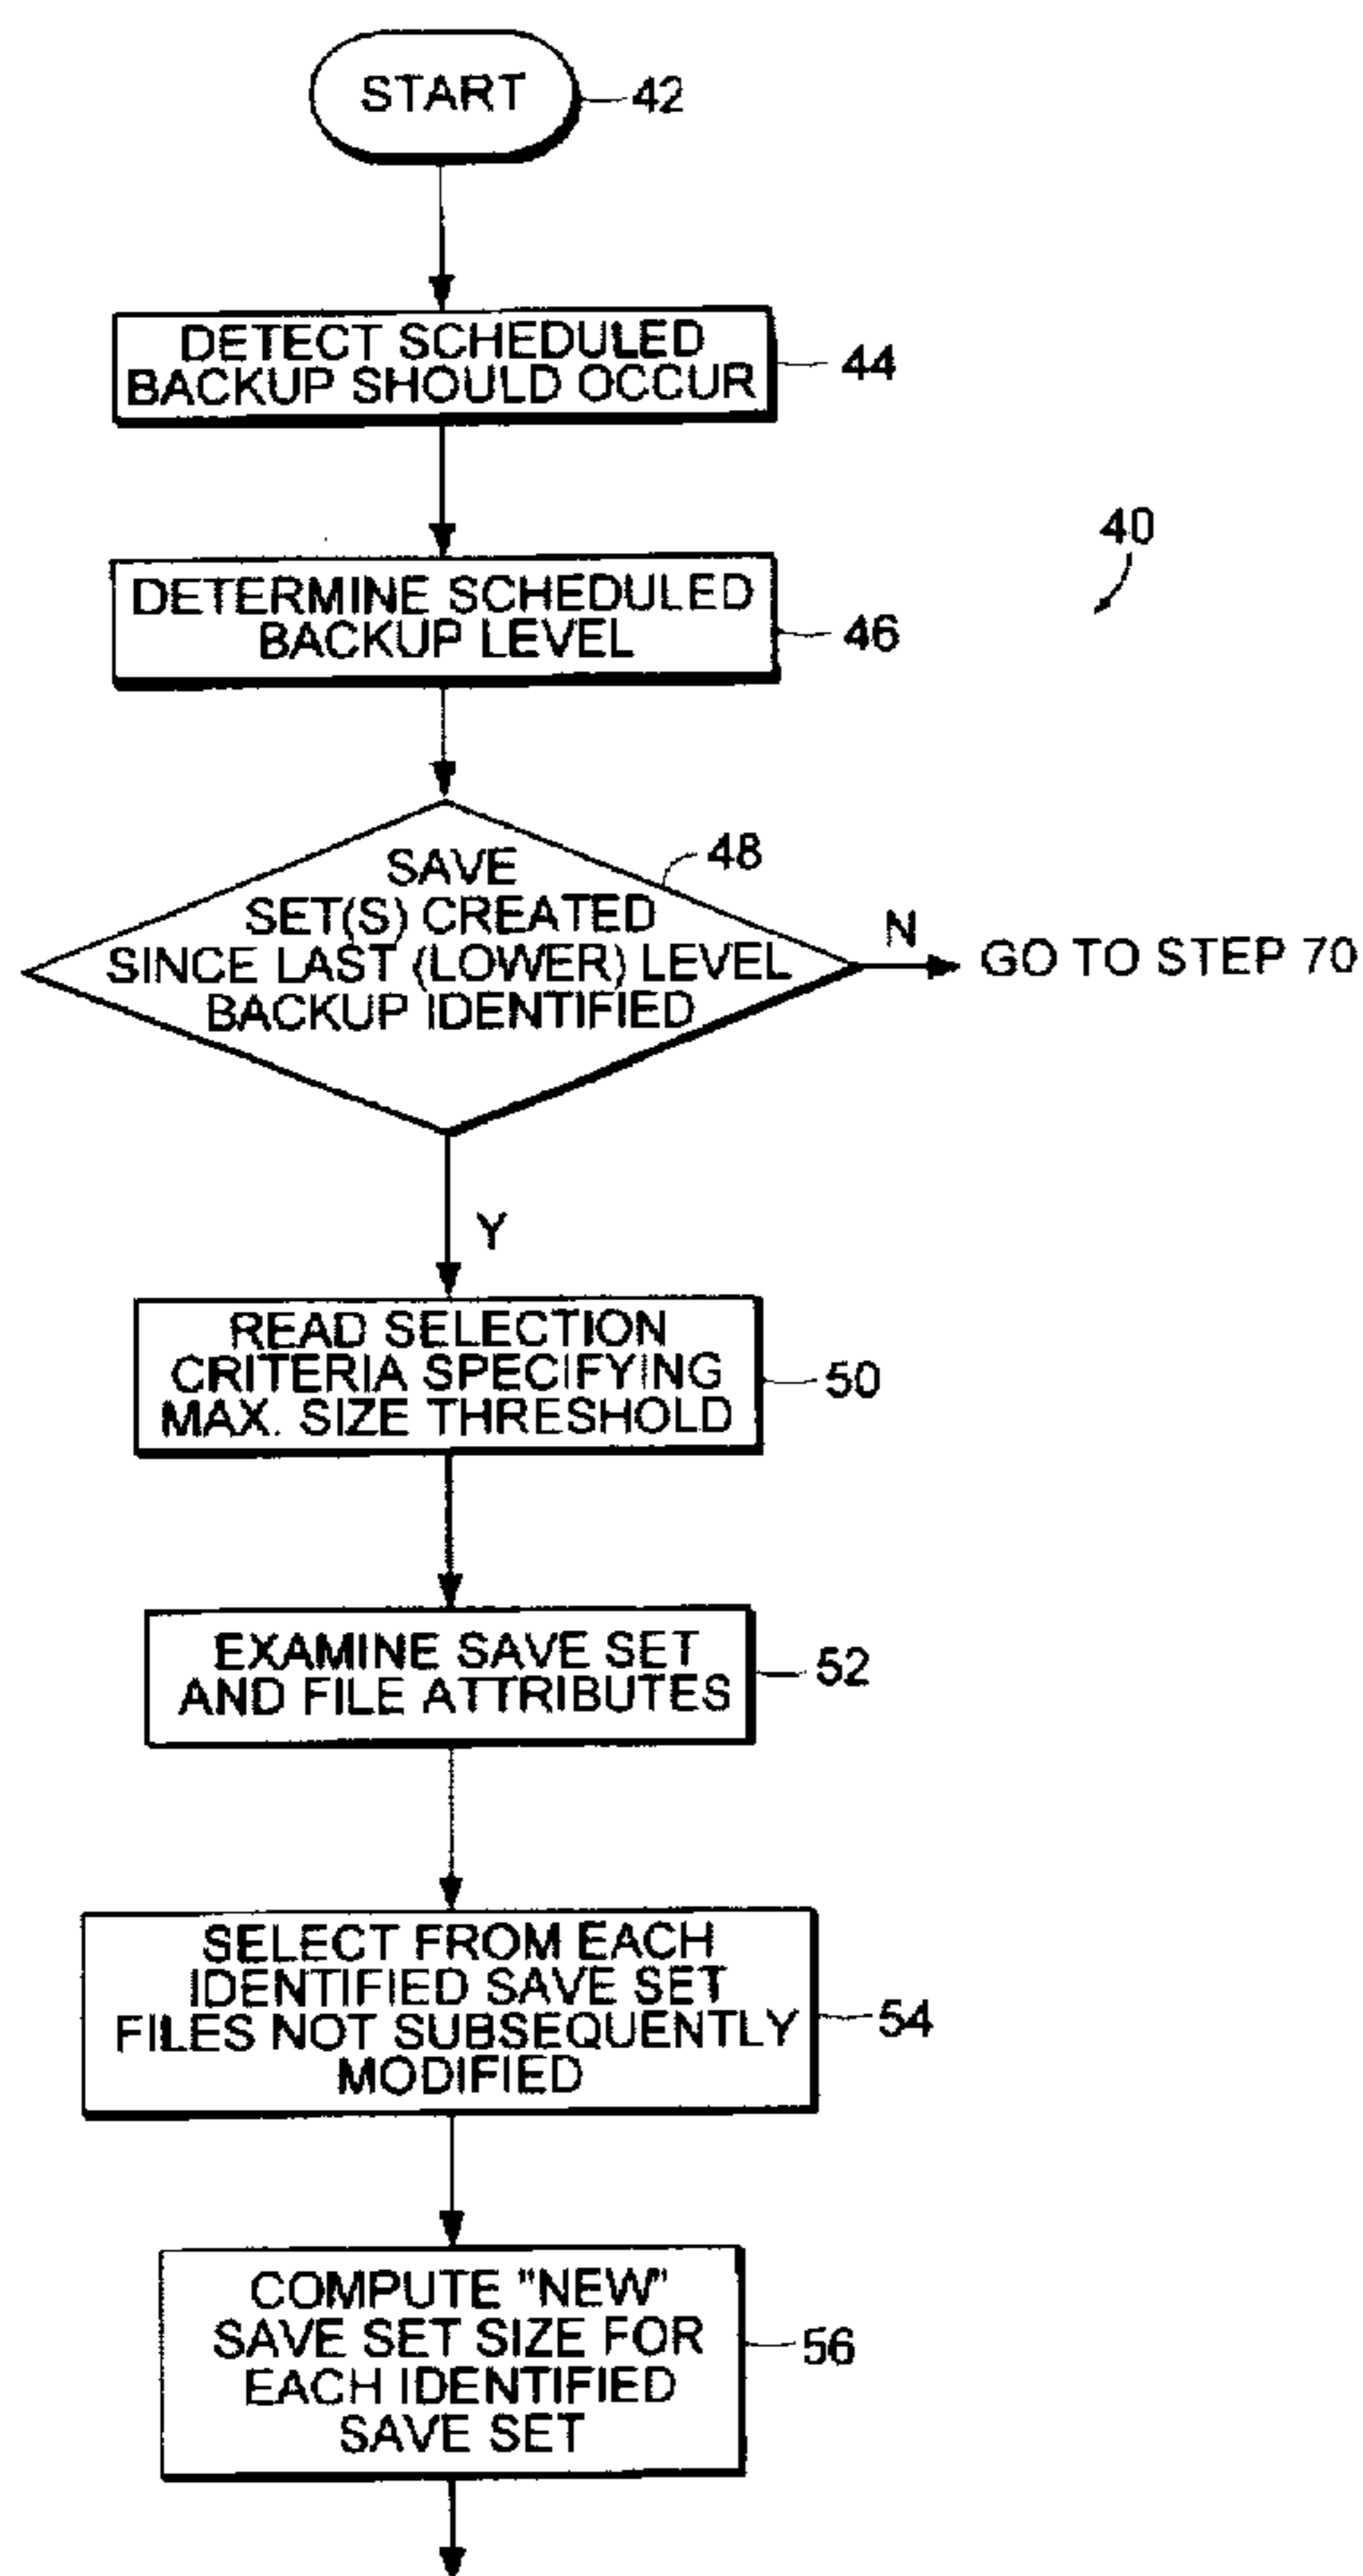 START
42
DETECT SCHEDULED
BACKUP SHOULD OCCUR
44
40
DETERMINE SCHEDULED
BACKUP LEVEL
46
48
SAVE
SET(S) CREATED
SINCE LAST (LOWER) LEVEL
BACKUP IDENTIFIED
N
GO TO STEP 70
Y
READ SELECTION
CRITERIA SPECIFYING
MAX. SIZE THRESHOLD
50
EXAMINE SAVE SET
AND FILE ATTRIBUTES
52
SELECT FROM EACH
IDENTIFIED SAVE SET
FILES NOT SUBSEQUENTLY
MODIFIED
54
COMPUTE "NEW"
SAVE SET SIZE FOR
EACH IDENTIFIED
SAVE SET
56